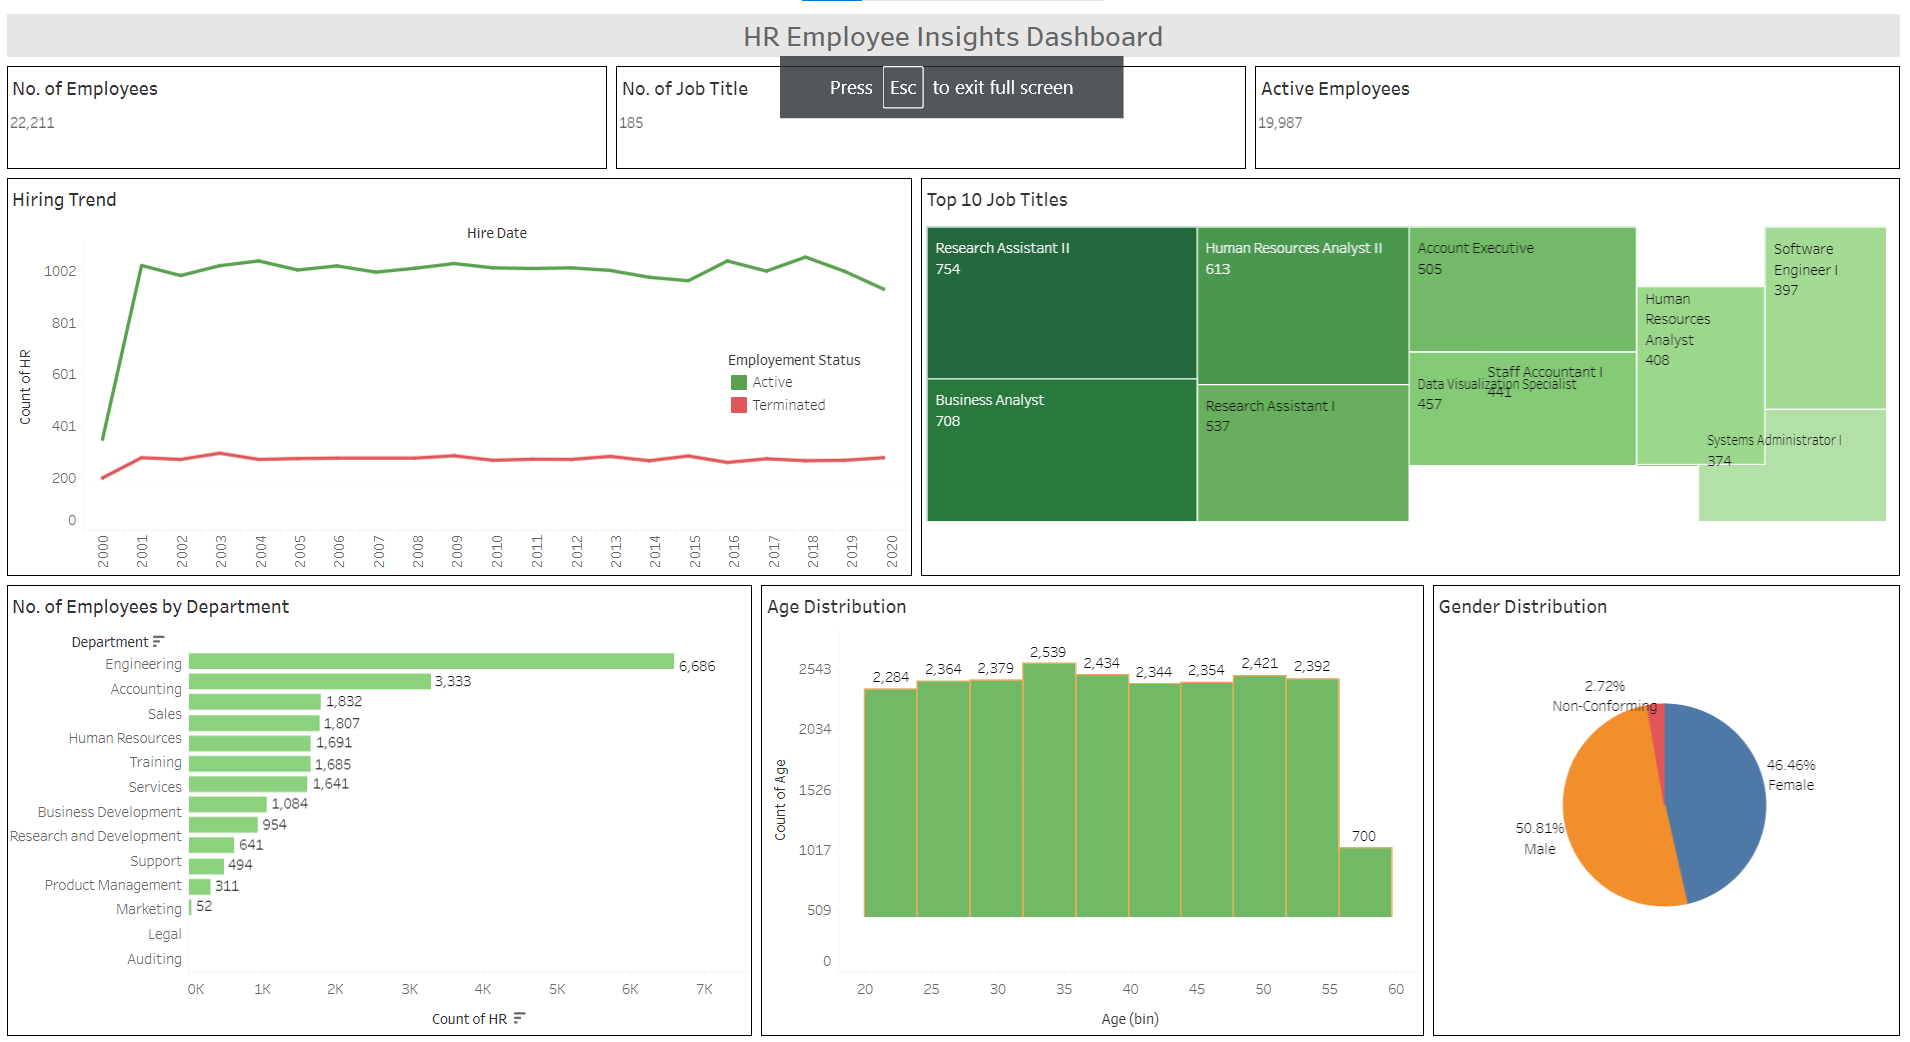 HR Employee Insights Dashboard
Press Esc to exit full screen
No. of Employees
22,211
No. of Job Title
185
Active Employees
19,987
Hiring Trend
Hire Date
Count of HR
1002
801
601
401
200
0
Employement Status
Active
Terminated
2000
2001
2002
2003
2004
2005
2006
2007
2008
2009
2010
2011
2012
2013
2014
2015
2016
2017
2018
2019
2020
Top 10 Job Titles
Research Assistant II
754
Business Analyst
708
Human Resources Analyst II
613
Research Assistant I
537
Account Executive
505
Data Visualization Specialist
457
Staff Accountant I
441
Human
Resources
Analyst
408
Software
Engineer I
397
Systems Administrator I
374
No. of Employees by Department
Department
Engineering
Accounting
Sales
Human Resources
Training
Services
Business Development
Research and Development
Support
Product Management
Marketing
Legal
Auditing
6,686
3,333
1,832
1,807
1,691
1,685
1,641
1,084
954
641
494
311
52
0K
1K
2K
3K
4K
5K
6K
7K
Count of HR
Age Distribution
Count of Age
2543
2034
1526
1017
509
0
2,284
2,364
2,379
2,539
2,434
2,344
2,354
2,421
2,392
700
20
25
30
35
40
45
50
55
60
Age (bin)
Gender Distribution
2.72%
Non-Conforming
46.46%
Female
50.81%
Male